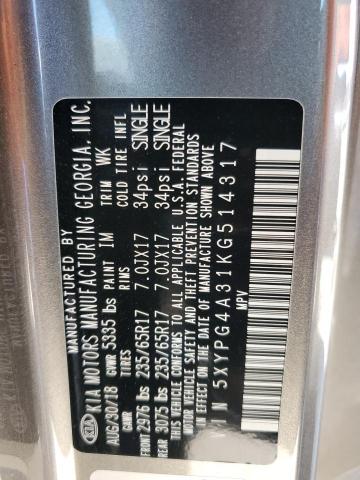 MANUFACTURED BY
KIA KIA MOTORS MANUFACTURING GEORGIA, INC.
AUG/30/18 GVWR 5335 lbs PAINT IM TRIM WK
GAWR TIRES RIMS COLD TIRE INFL
FRONT 2976 lbs 235/65R17 7.0JX17 34psi SINGLE
REAR 3075 lbs 235/65R17 7.0JX17 34psi SINGLE
THIS VEHICLE CONFORMS TO ALL APPLICABLE U.S.A. FEDERAL
MOTOR VEHICLE SAFETY, BUMPER, AND THEFT PREVENTION STANDARDS
IN EFFECT ON THE DATE OF MANUFACTURE SHOWN ABOVE
V I N 5XYPG4A31KG514317
MPV